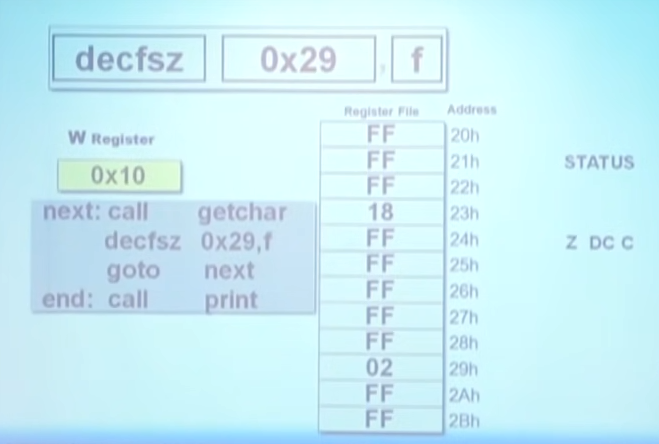 decfsz 0x29 , f
Register File Address
W Register
0x10
next: call getchar
decfsz 0x29,f
goto next
end: call print
FF 20h
FF 21h
FF 22h
18 23h
FF 24h
FF 25h
FF 26h
FF 27h
FF 28h
02 29h
FF 2Ah
FF 2Bh
STATUS
Z DC C